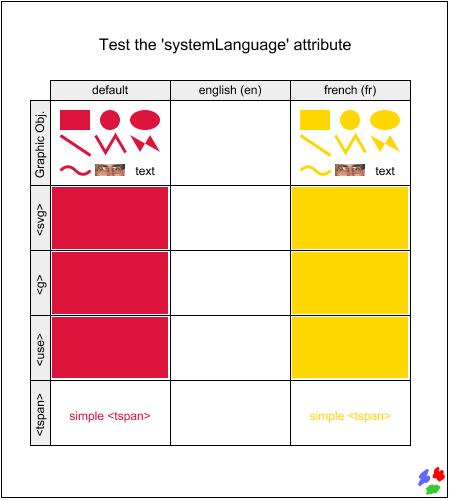 Test the 'systemLanguage' attribute
default english (en) french (fr)
Graphic Obj.
text text
<svg>
<g>
<use>
<tspan>
simple <tspan> simple <tspan>